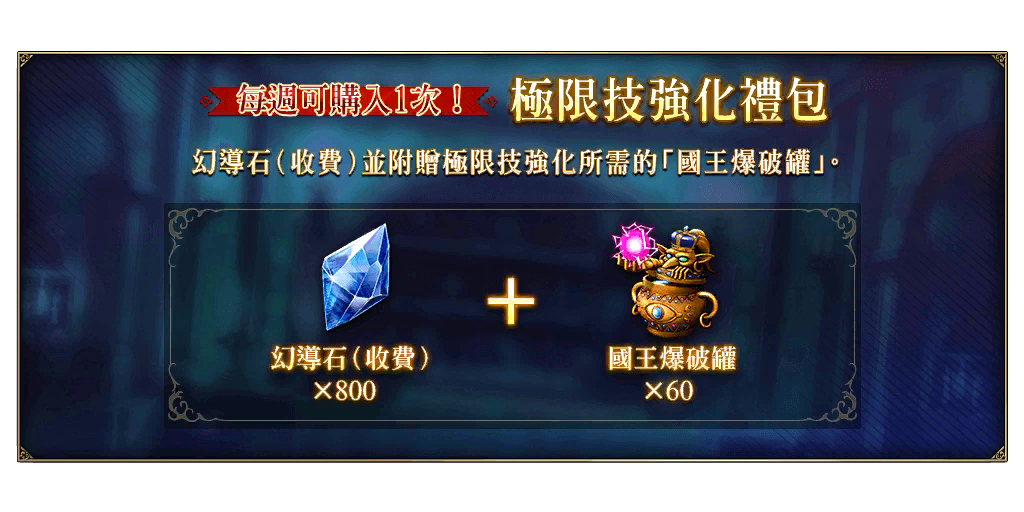 每週可購入1次！ 極限技強化禮包
幻導石（收費）並附贈極限技強化所需的「國王爆破罐」。
＋
幻導石（收費） 國王爆破罐
×800 ×60